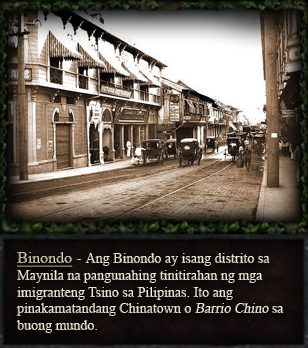 Binondo - Ang Binondo ay isang distrito sa
Maynila na pangunahing tinitirahan ng mga
imigranteng Tsino sa Pilipinas. Ito ang
pinakamatandang Chinatown o Barrio Chino sa
buong mundo.